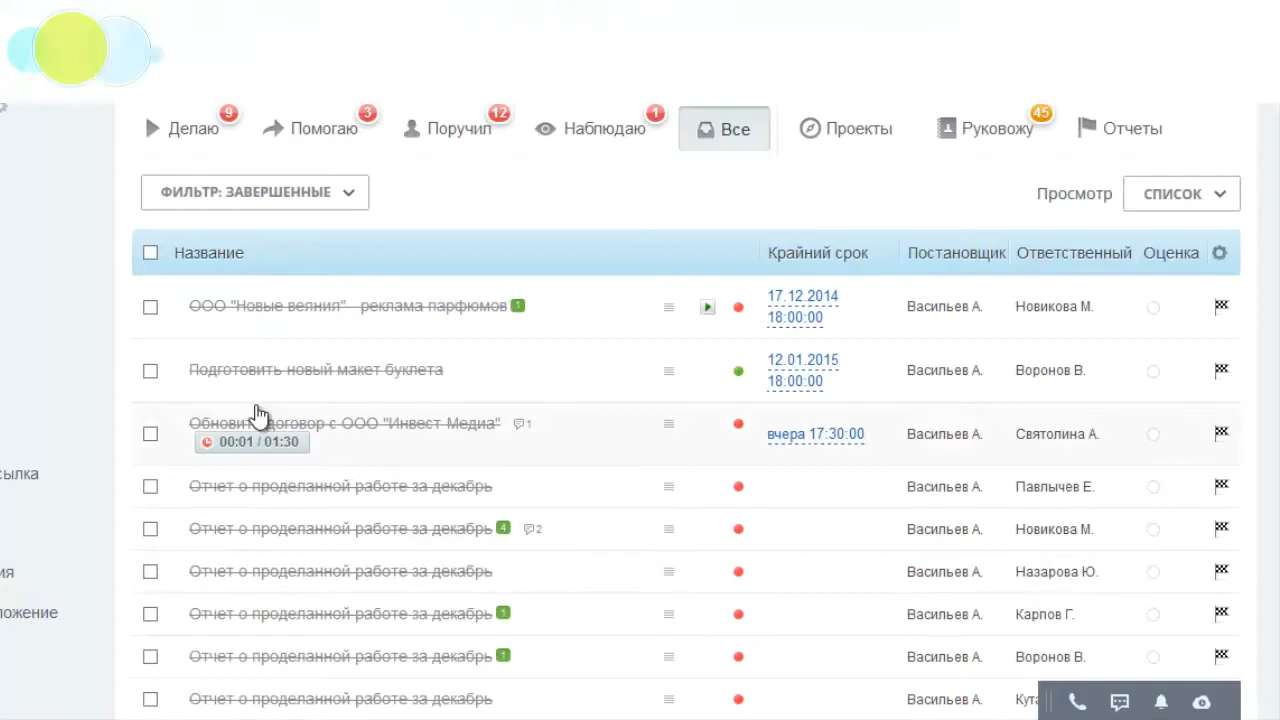 Делаю 9 Помогаю 3 Поручил 12 Наблюдаю 1 Все Проекты Руковожу 45 Отчеты
ФИЛЬТР: ЗАВЕРШЕННЫЕ Просмотр СПИСОК
Название Крайний срок Постановщик Ответственный Оценка
ООО "Новые веяния" - реклама парфюмов 1 17.12.2014 18:00:00 Васильев А. Новикова М.
Подготовить новый макет буклета 12.01.2015 18:00:00 Васильев А. Воронов В.
Обновить договор с ООО "Инвест Медиа" 1 вчера 17:30:00 Васильев А. Святолина А.
00:01 / 01:30
сылка
Отчет о проделанной работе за декабрь Васильев А. Павлычев Е.
Отчет о проделанной работе за декабрь 4 2 Васильев А. Новикова М.
ия
Отчет о проделанной работе за декабрь Васильев А. Назарова Ю.
ложение
Отчет о проделанной работе за декабрь 1 Васильев А. Карпов Г.
Отчет о проделанной работе за декабрь 1 Васильев А. Воронов В.
Отчет о проделанной работе за декабрь Васильев А.